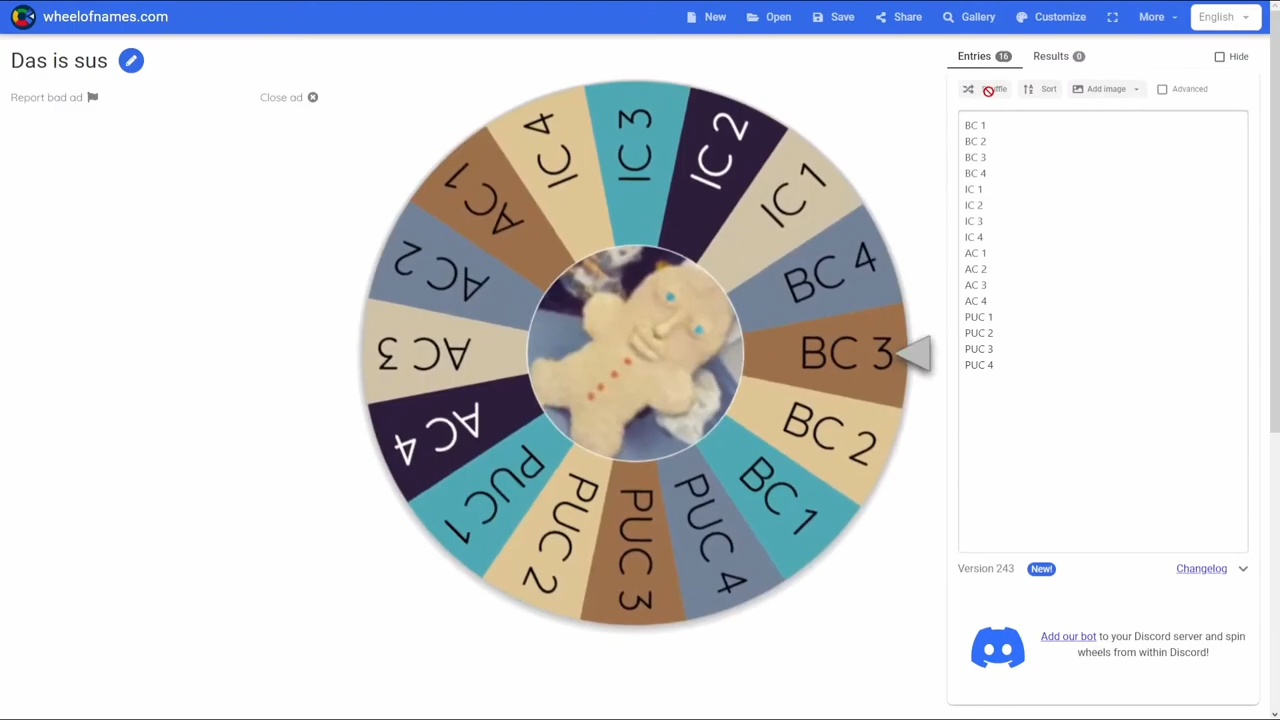 wheelofnames.com
New
Open
Save
Share
Gallery
Customize
More
English
Das is sus
Report bad ad
Close ad
Entries 16
Results 0
Hide
Sort
Add image
Advanced
IC 4
IC 3
IC 2
IC 1
AC 1
BC 4
AC 2
BC 3
AC 3
BC 2
AC 4
BC 1
PUC 1
PUC 2
PUC 3
PUC 4
BC 1
BC 2
BC 3
BC 4
IC 1
IC 2
IC 3
IC 4
AC 1
AC 2
AC 3
AC 4
PUC 1
PUC 2
PUC 3
PUC 4
Version 243
New!
Changelog
Add our bot to your Discord server and spin
wheels from within Discord!